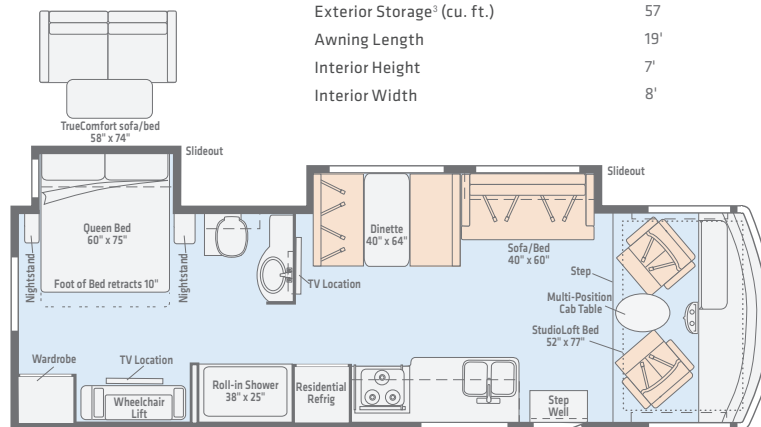 Exterior Storage³ (cu. ft.) 57
Awning Length 19'
Interior Height 7'
Interior Width 8'
TrueComfort sofa/bed
58" x 74"
Slideout
Slideout
Queen Bed
60" x 75"
Nightstand
Foot of Bed retracts 10"
Nightstand
TV Location
Dinette
40" x 64"
Sofa/Bed
40" x 60"
Step
Multi-Position
Cab Table
StudioLoft Bed
52" x 77"
Wardrobe
TV Location
Wheelchair
Lift
Roll-in Shower
38" x 25"
Residential
Refrig
Step
Well